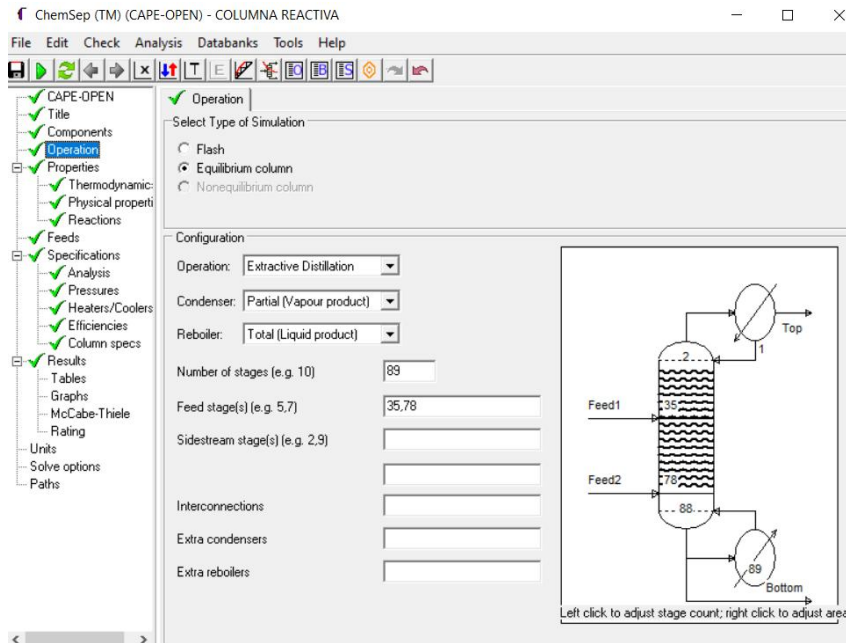 ChemSep (TM) (CAPE-OPEN) - COLUMNA REACTIVA
File Edit Check Analysis Databanks Tools Help
CAPE-OPEN
Title
Components
Operation
Properties
Thermodynamic:
Physical properti
Reactions
Feeds
Specifications
Analysis
Pressures
Heaters/Coolers
Efficiencies
Column specs
Results
Tables
Graphs
McCabe-Thiele
Rating
Units
Solve options
Paths
Operation
Select Type of Simulation
Flash
Equilibrium column
Nonequilibrium column
Configuration
Operation: Extractive Distillation
Condenser: Partial (Vapour product)
Reboiler: Total (Liquid product)
Number of stages (e.g. 10) 89
Feed stage(s) (e.g. 5,7) 35,78
Sidestream stage(s) (e.g. 2,9)
Interconnections
Extra condensers
Extra reboilers
Top
1
2
Feed1
35
Feed2
78
88
89
Bottom
Left click to adjust stage count; right click to adjust area